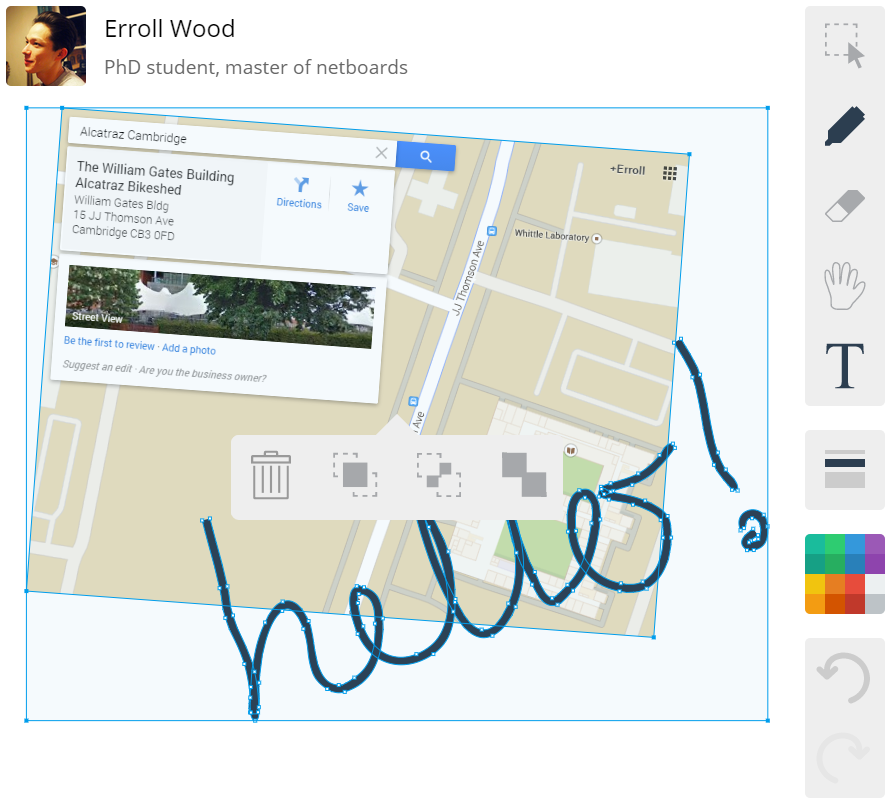 Erroll Wood
PhD student, master of netboards
Alcatraz Cambridge
+Erroll
The William Gates Building
Alcatraz Bikeshed
William Gates Bldg
15 JJ Thomson Ave
Cambridge CB3 0FD
Directions
Save
Whittle Laboratory
JJ Thomson Ave
Street View
Be the first to review · Add a photo
Suggest an edit · Are you the business owner?
Ave
T